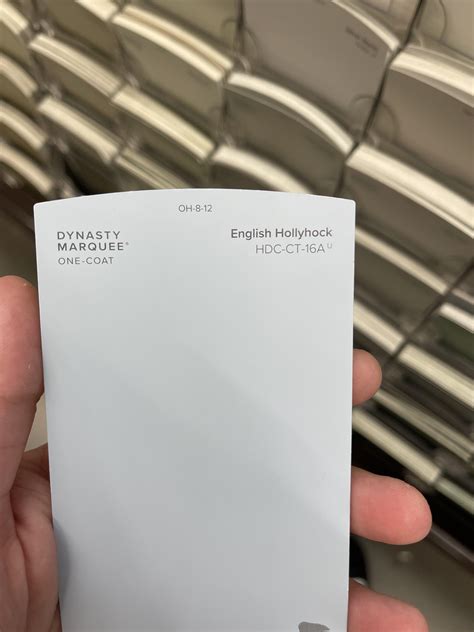 OH-8-12
DYNASTY
MARQUEE®
ONE-COAT
English Hollyhock
HDC-CT-16A U